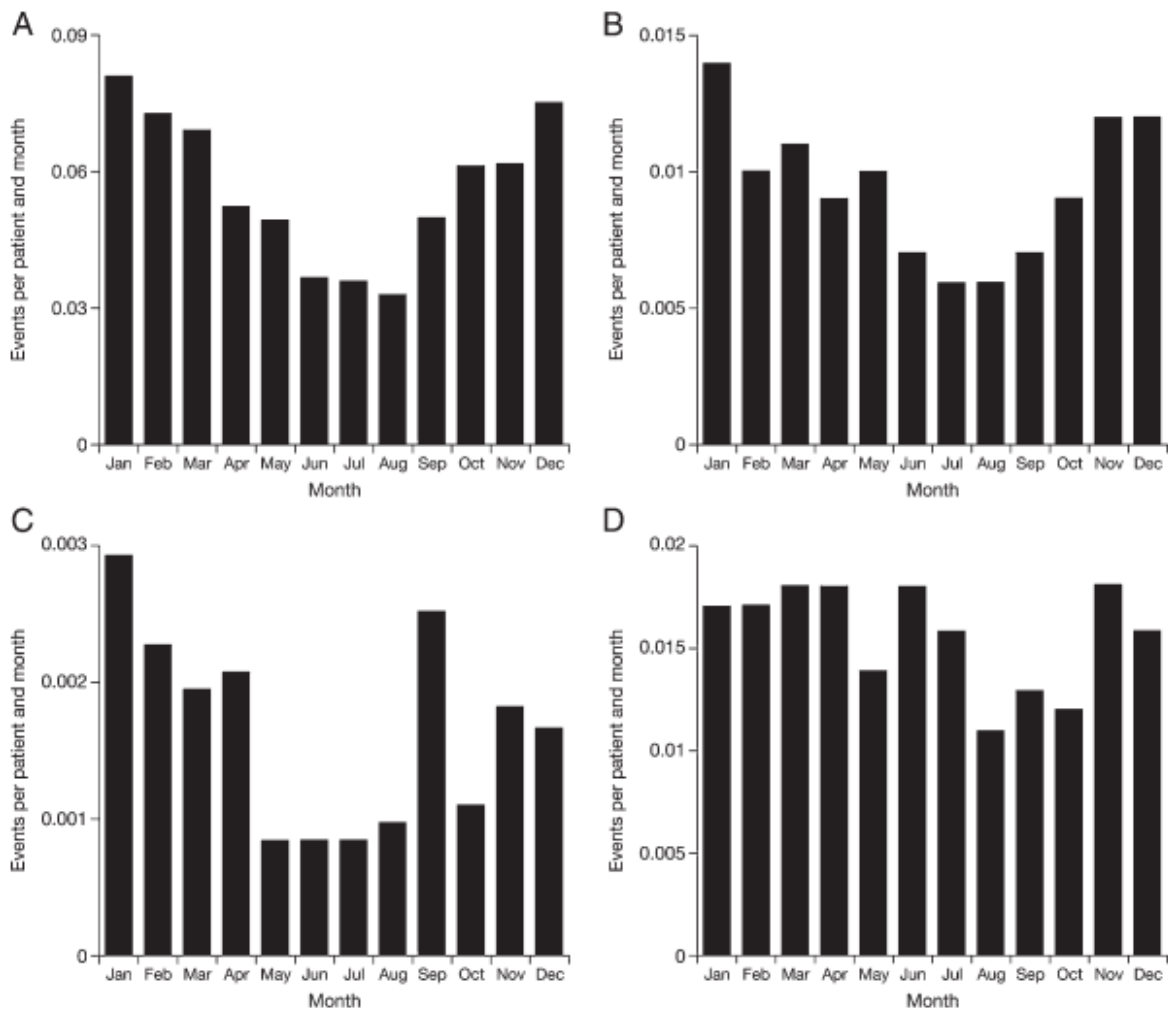 A
Events per patient and month
0.09
0.06
0.03
0
Jan Feb Mar Apr May Jun Jul Aug Sep Oct Nov Dec
Month
B
Events per patient and month
0.015
0.01
0.005
0
Jan Feb Mar Apr May Jun Jul Aug Sep Oct Nov Dec
Month
C
Events per patient and month
0.003
0.002
0.001
0
Jan Feb Mar Apr May Jun Jul Aug Sep Oct Nov Dec
Month
D
Events per patient and month
0.02
0.015
0.01
0.005
0
Jan Feb Mar Apr May Jun Jul Aug Sep Oct Nov Dec
Month